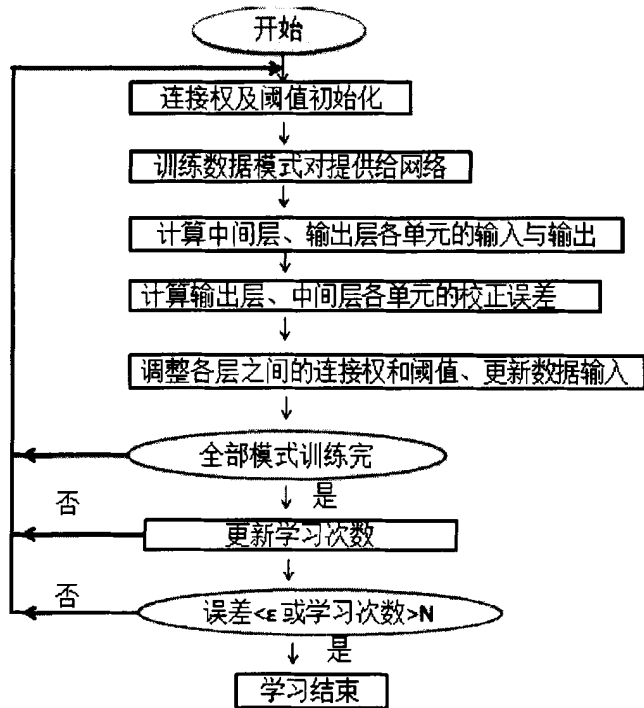 开始
连接权及阈值初始化
训练数据模式对提供给网络
计算中间层、输出层各单元的输入与输出
计算输出层、中间层各单元的校正误差
调整各层之间的连接权和阈值、更新数据输入
全部模式训练完
否
是
更新学习次数
否
误差<ε或学习次数>N
是
学习结束